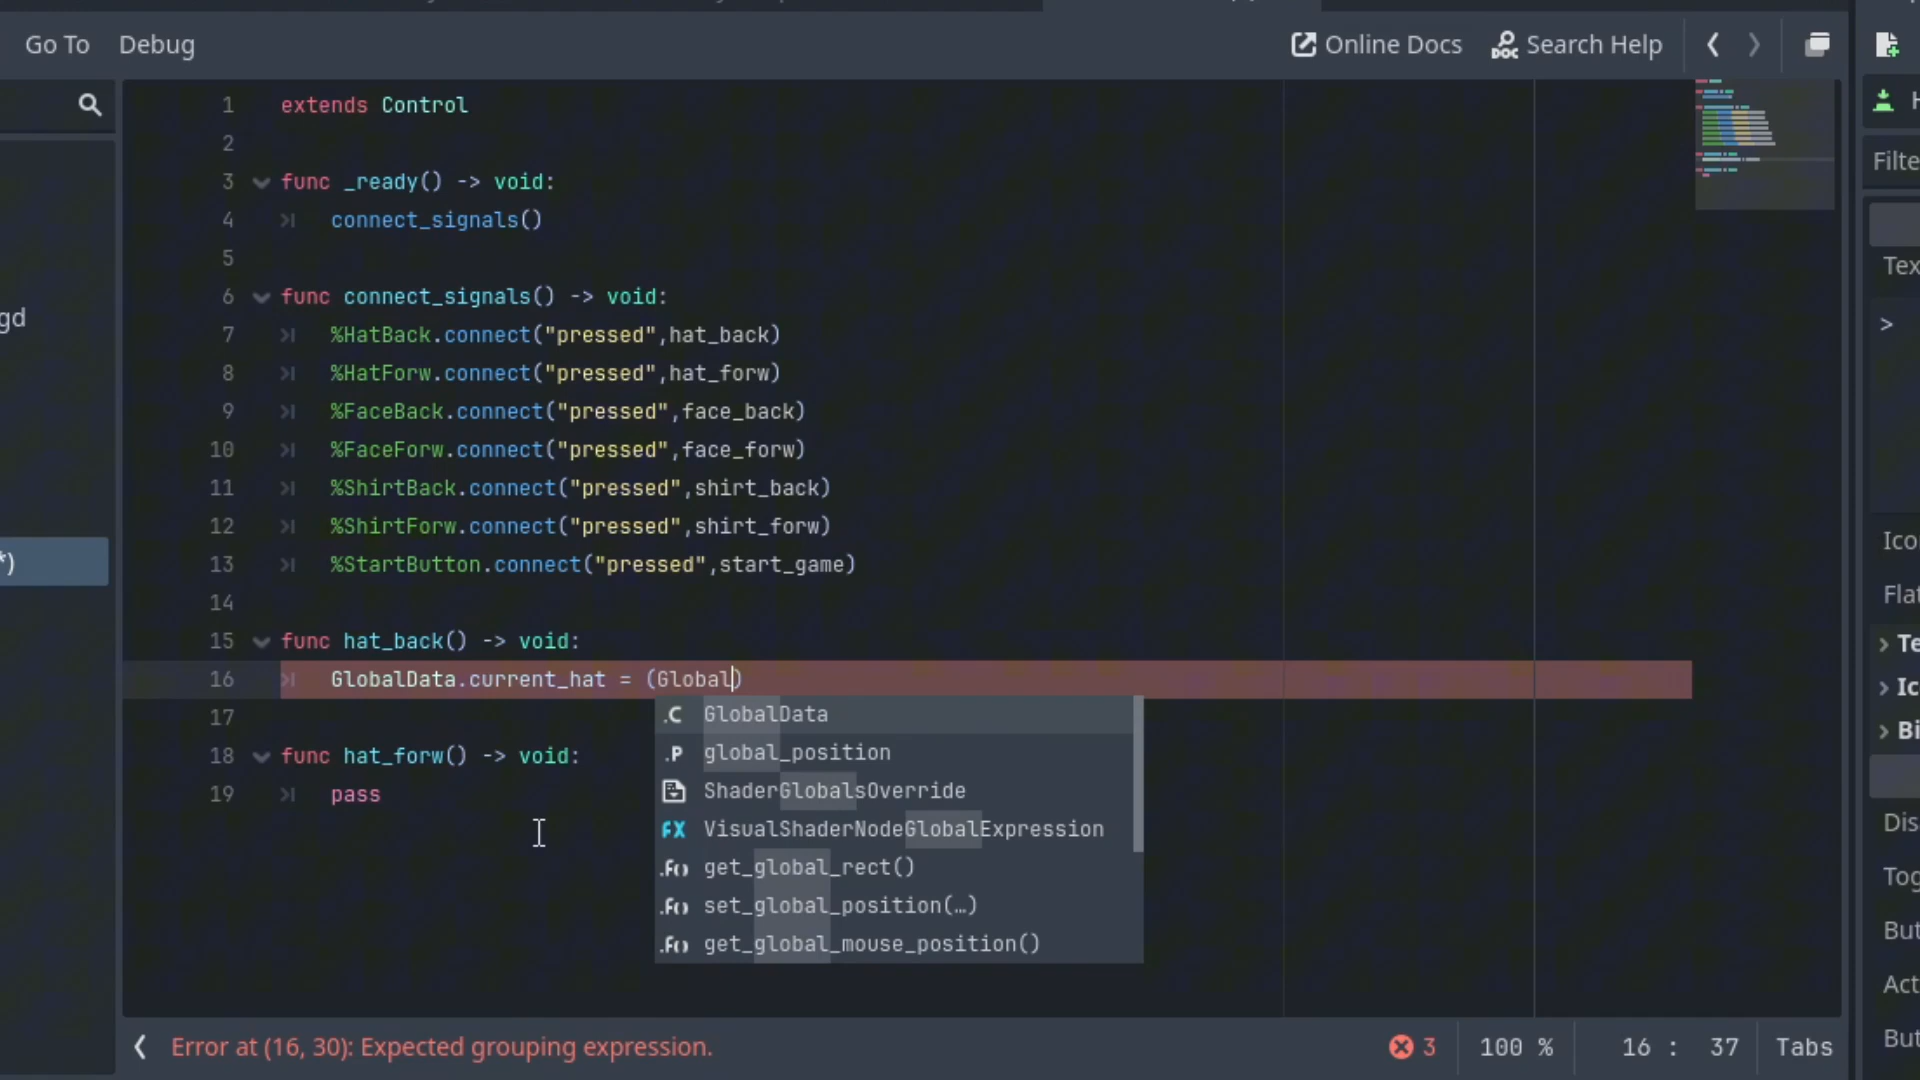 Go To Debug Online Docs Search Help
1 extends Control
2
3 func _ready() -> void:
4 connect_signals()
5
6 func connect_signals() -> void:
7 %HatBack.connect("pressed",hat_back)
8 %HatForw.connect("pressed",hat_forw)
9 %FaceBack.connect("pressed",face_back)
10 %FaceForw.connect("pressed",face_forw)
11 %ShirtBack.connect("pressed",shirt_back)
12 %ShirtForw.connect("pressed",shirt_forw)
13 %StartButton.connect("pressed",start_game)
14
15 func hat_back() -> void:
16 GlobalData.current_hat = (Global)
17
18 func hat_forw() -> void:
19 pass
.C GlobalData
.P global_position
ShaderGlobalsOverride
FX VisualShaderNodeGlobalExpression
.F() get_global_rect()
.F() set_global_position(…)
.F() get_global_mouse_position()
Error at (16, 30): Expected grouping expression. 3 100 % 16 : 37 Tabs
gd
*)
H
Filte
Tex
>
Ico
Flat
Te
Ic
Bi
Dis
Tog
But
Act
But